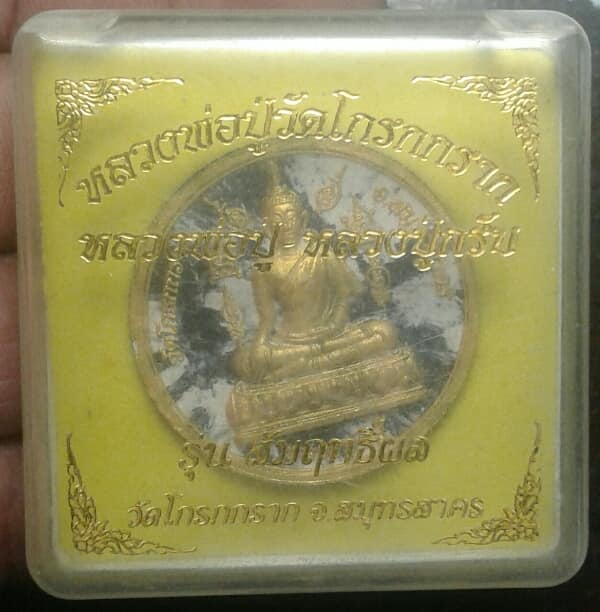 หลวงพ่อปู่วัดโกรกกราก
หลวงพ่อปู่ หลวงปู่กรับ
รุ่น สัมฤทธิ์ผล
วัดโกรกกราก จ.สมุทรสาคร